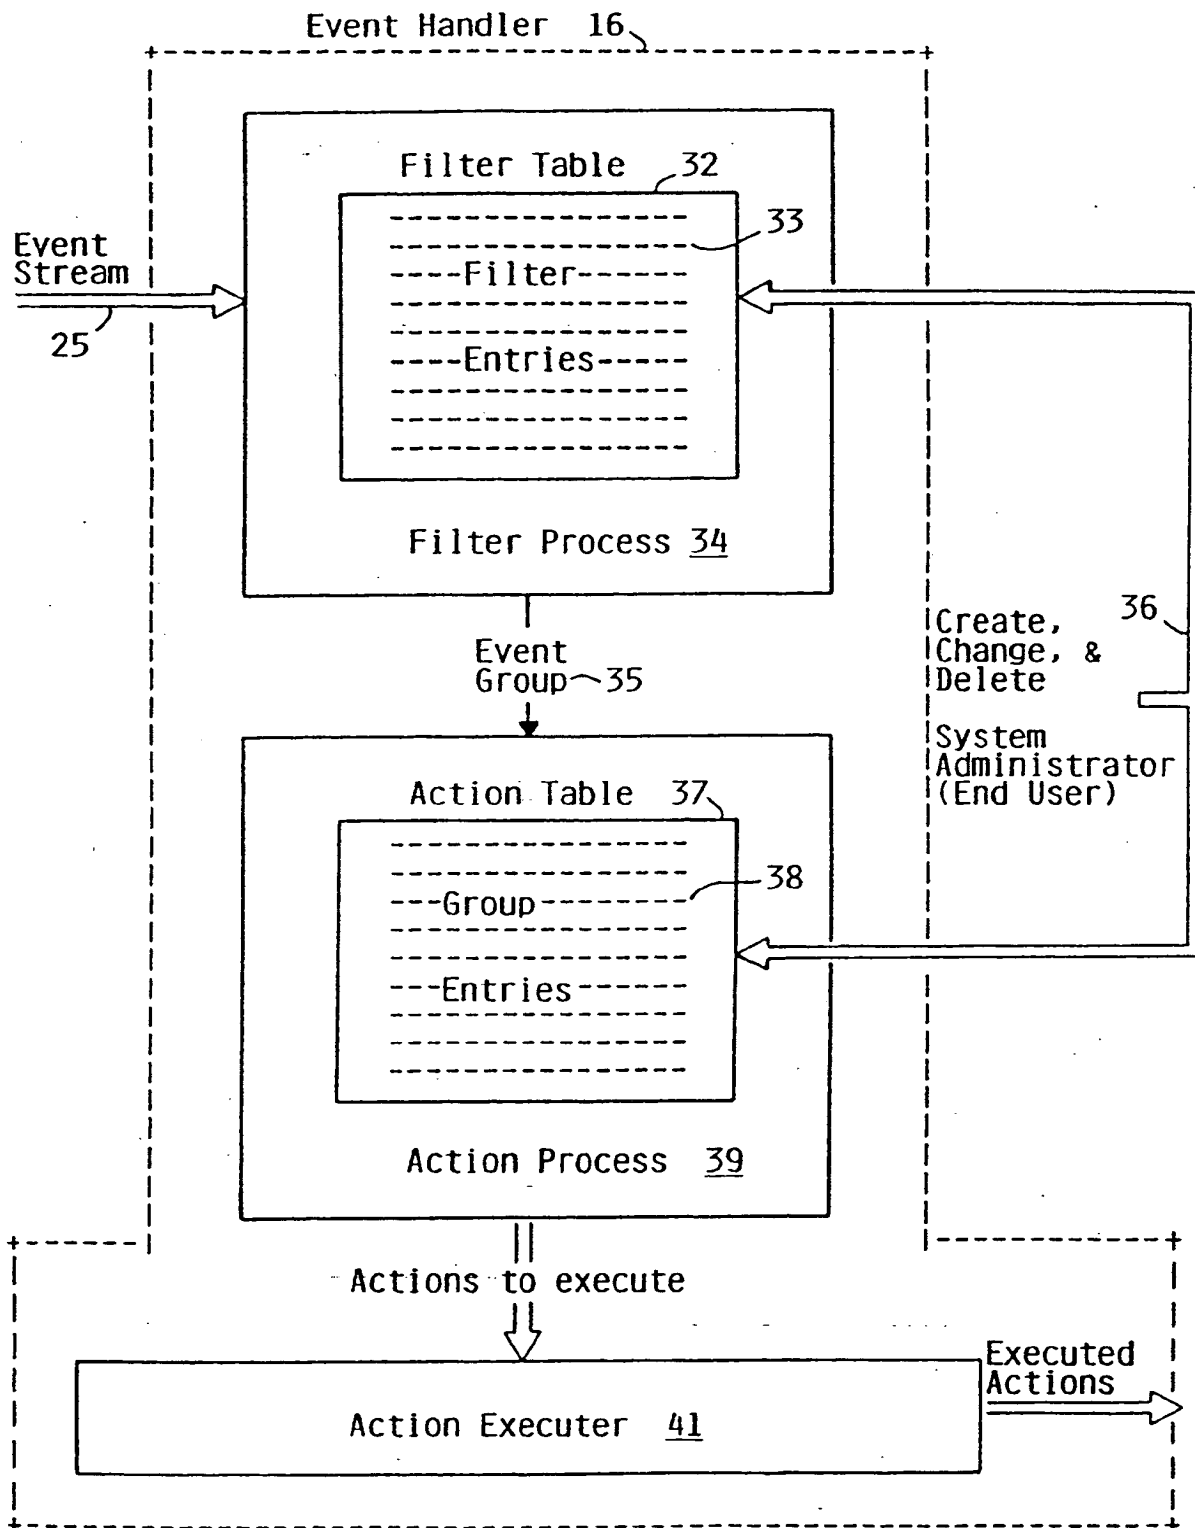 Event Handler 16
Filter Table 32
33
Event
Stream
25
Filter
Entries
Filter Process 34
Event
Group 35
36
Create,
Change, &
Delete
System
Administrator
(End User)
Action Table 37
38
Group
Entries
Action Process 39
Actions to execute
Executed
Actions
Action Executer 41